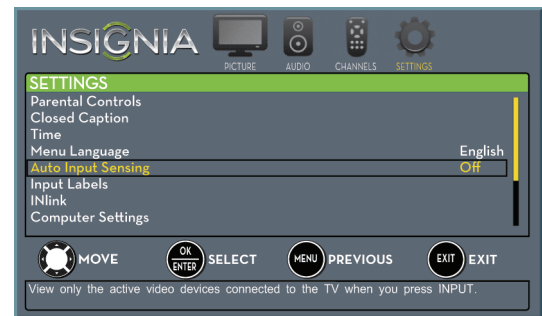 INSIGNIA
PICTURE AUDIO CHANNELS SETTINGS
SETTINGS
Parental Controls
Closed Caption
Time
Menu Language English
Auto Input Sensing Off
Input Labels
INlink
Computer Settings
MOVE OK ENTER SELECT MENU PREVIOUS EXIT EXIT
View only the active video devices connected to the TV when you press INPUT.